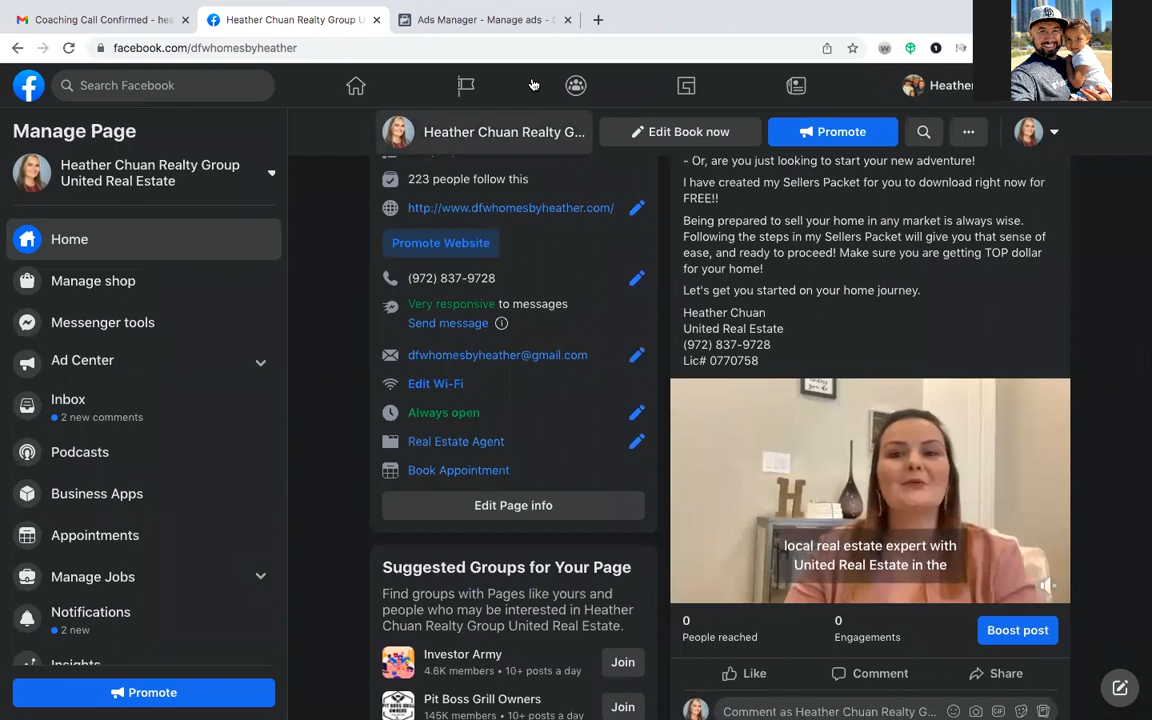 Coaching Call Confirmed - hea
Heather Chuan Realty Group U
Ads Manager - Manage ads - (
facebook.com/dfwhomesbyheather
Search Facebook
Heather
Manage Page
Heather Chuan Realty Group
United Real Estate
Home
Manage shop
Messenger tools
Ad Center
Inbox
2 new comments
Podcasts
Business Apps
Appointments
Manage Jobs
Notifications
2 new
Insights
Promote
Heather Chuan Realty G...
Edit Book now
Promote
223 people follow this
http://www.dfwhomesbyheather.com/
Promote Website
(972) 837-9728
Very responsive to messages
Send message
dfwhomesbyheather@gmail.com
Edit Wi-Fi
Always open
Real Estate Agent
Book Appointment
Edit Page info
Suggested Groups for Your Page
Find groups with Pages like yours and
people who may be interested in Heather
Chuan Realty Group United Real Estate.
Investor Army
4.6K members • 10+ posts a day
Join
Pit Boss Grill Owners
145K members • 10+ posts a day
Join
- Or, are you just looking to start your new adventure!
I have created my Sellers Packet for you to download right now for
FREE!!
Being prepared to sell your home in any market is always wise.
Following the steps in my Sellers Packet will give you that sense of
ease, and ready to proceed! Make sure you are getting TOP dollar
for your home!
Let's get you started on your home journey.
Heather Chuan
United Real Estate
(972) 837-9728
Lic# 0770758
H
local real estate expert with
United Real Estate in the
0
People reached
0
Engagements
Boost post
Like
Comment
Share
Comment as Heather Chuan Realty G...